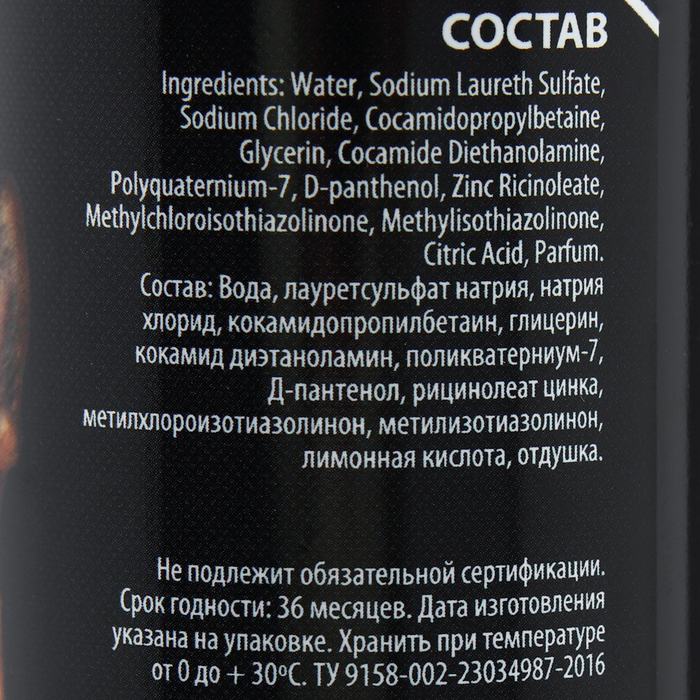 СОСТАВ
Ingredients: Water, Sodium Laureth Sulfate,
Sodium Chloride, Cocamidopropylbetaine,
Glycerin, Cocamide Diethanolamine,
Polyquaternium-7, D-panthenol, Zinc Ricinoleate,
Methylchloroisothiazolinone, Methylisothiazolinone,
Citric Acid, Parfum.
Состав: Вода, лауретсульфат натрия, натрия
хлорид, кокамидопропилбетаин, глицерин,
кокамид диэтаноламин, поликватерниум-7,
Д-пантенол, рицинолеат цинка,
метилхлороизотиазолинон, метилизотиазолинон,
лимонная кислота, отдушка.
Не подлежит обязательной сертификации.
Срок годности: 36 месяцев. Дата изготовления
указана на упаковке. Хранить при температуре
от 0 до + 30ºС. ТУ 9158-002-23034987-2016